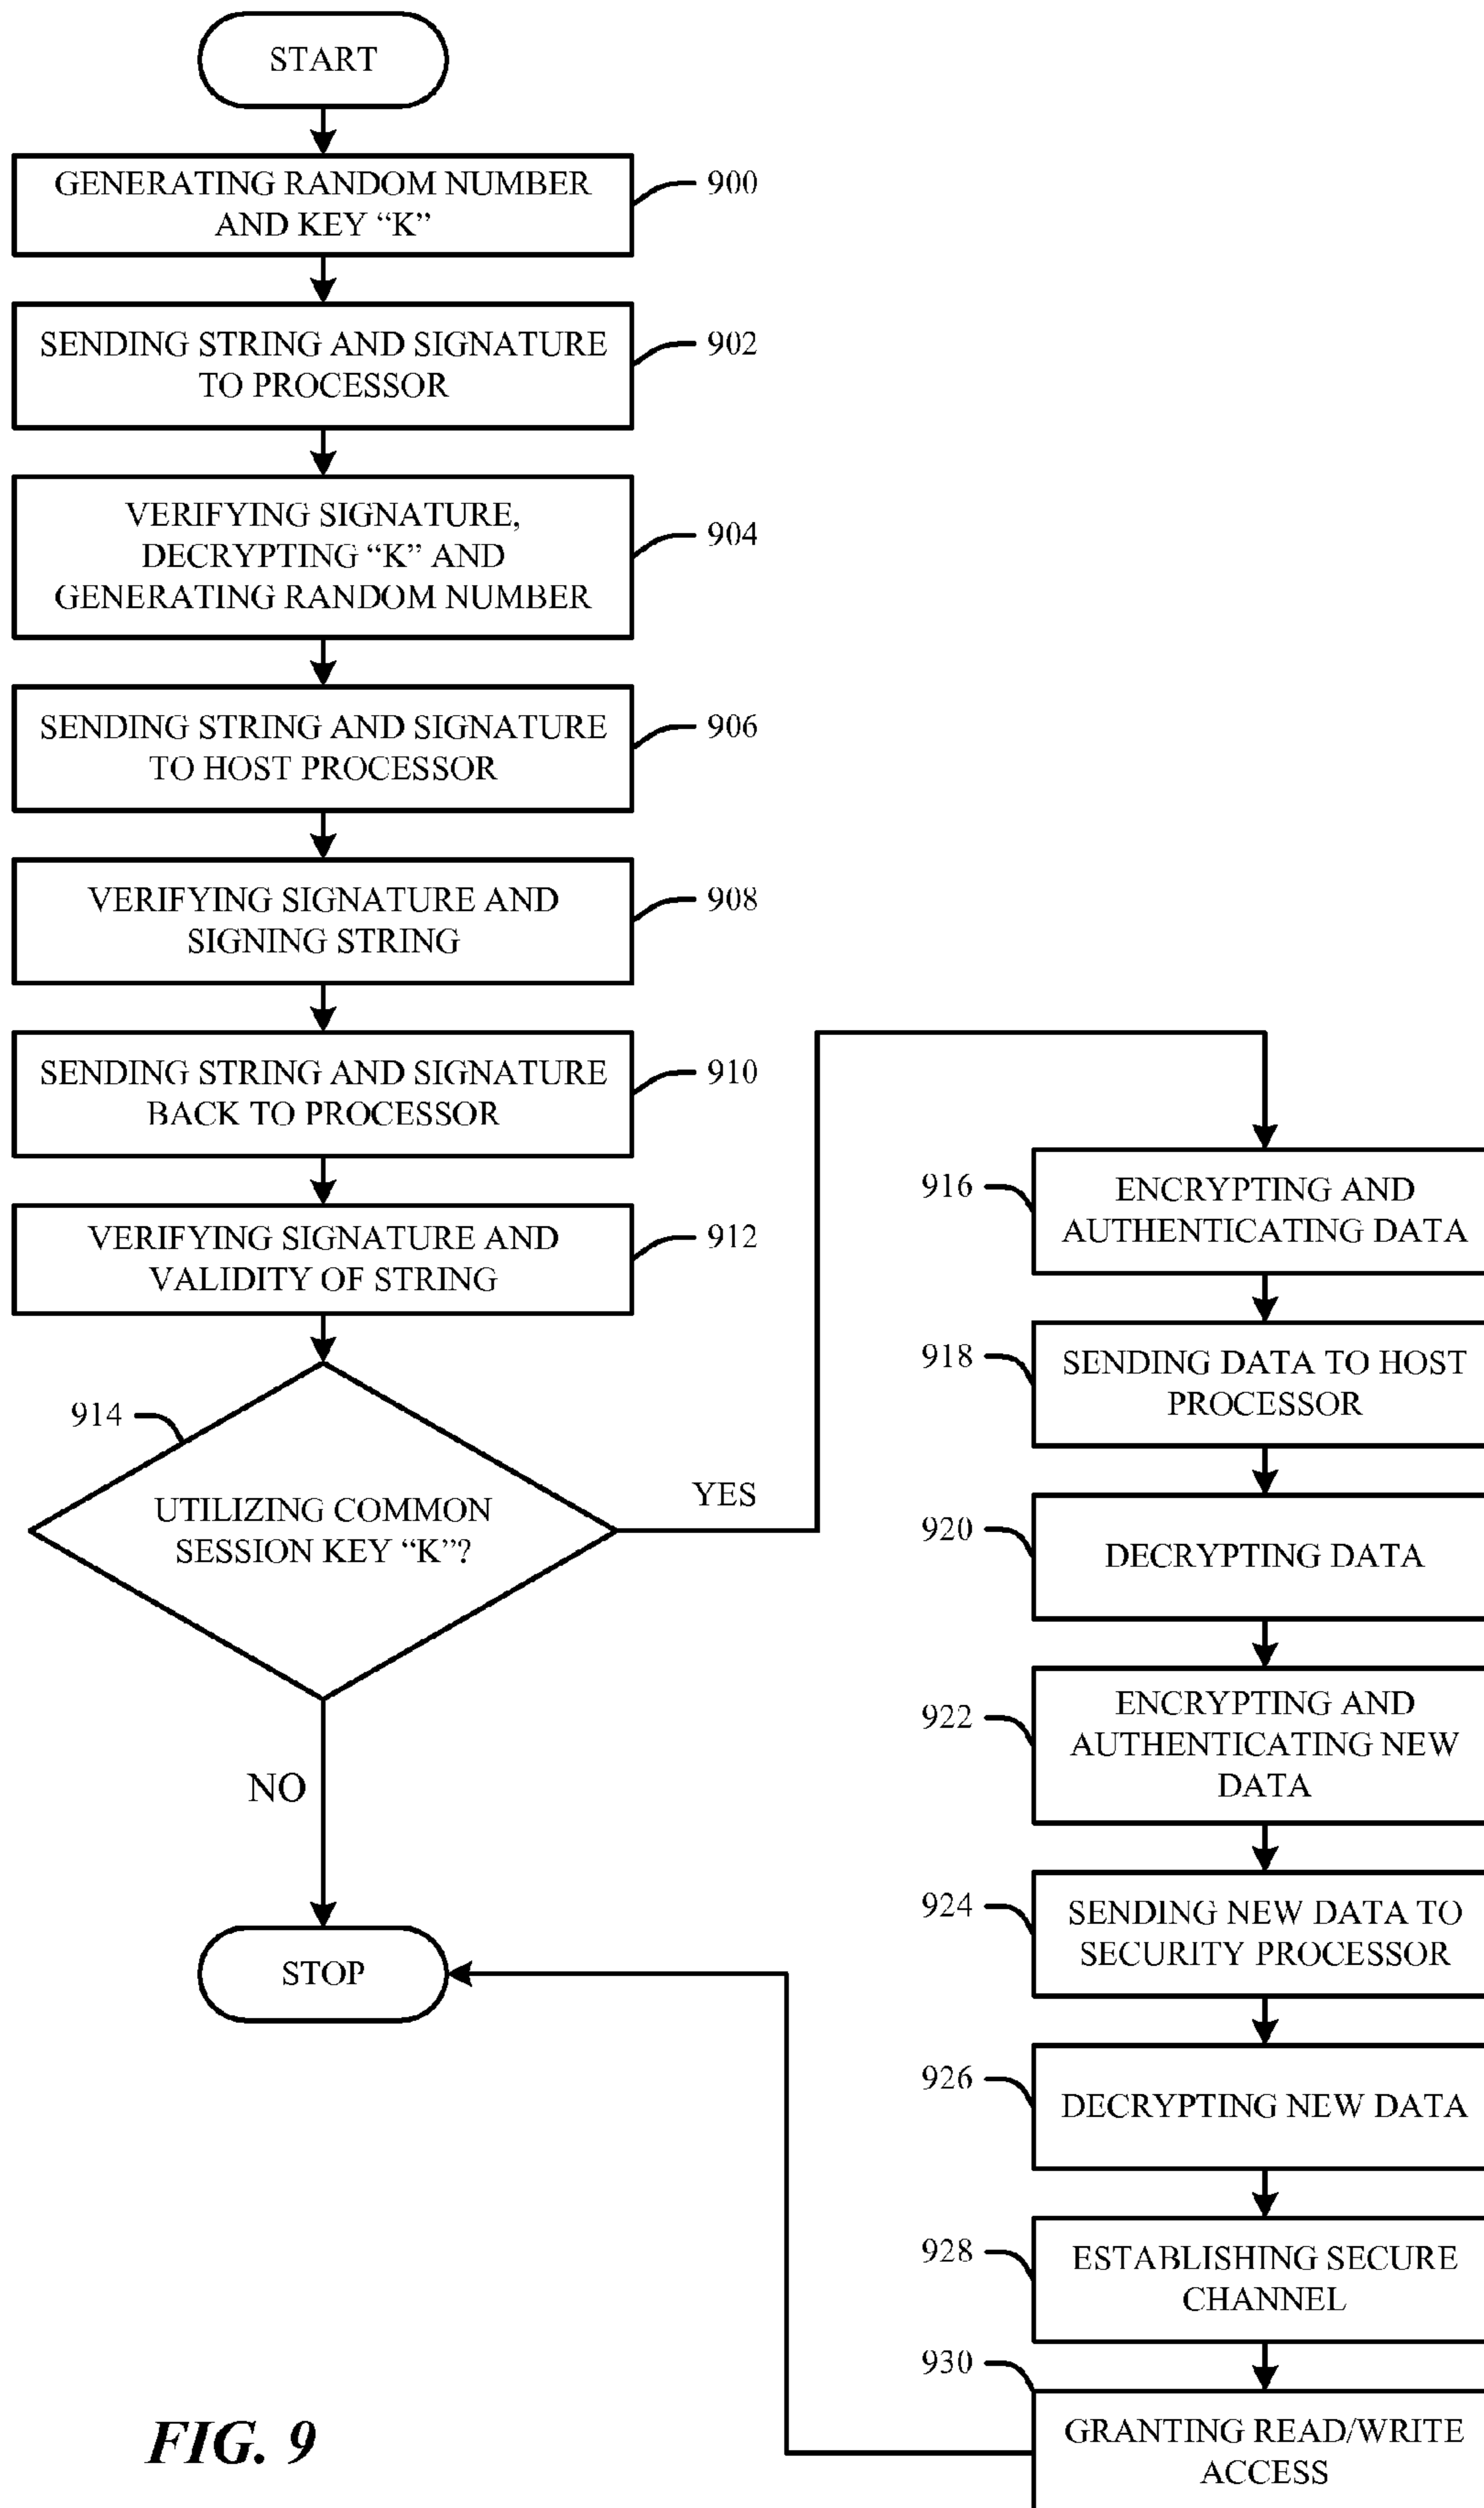 START
GENERATING RANDOM NUMBER
AND KEY “K”
900
SENDING STRING AND SIGNATURE
TO PROCESSOR
902
VERIFYING SIGNATURE,
DECRYPTING “K” AND
GENERATING RANDOM NUMBER
904
SENDING STRING AND SIGNATURE
TO HOST PROCESSOR
906
VERIFYING SIGNATURE AND
SIGNING STRING
908
SENDING STRING AND SIGNATURE
BACK TO PROCESSOR
910
VERIFYING SIGNATURE AND
VALIDITY OF STRING
912
914
UTILIZING COMMON
SESSION KEY “K”?
YES
NO
STOP
916
ENCRYPTING AND
AUTHENTICATING DATA
918
SENDING DATA TO HOST
PROCESSOR
920
DECRYPTING DATA
922
ENCRYPTING AND
AUTHENTICATING NEW
DATA
924
SENDING NEW DATA TO
SECURITY PROCESSOR
926
DECRYPTING NEW DATA
928
ESTABLISHING SECURE
CHANNEL
930
GRANTING READ/WRITE
ACCESS
FIG. 9